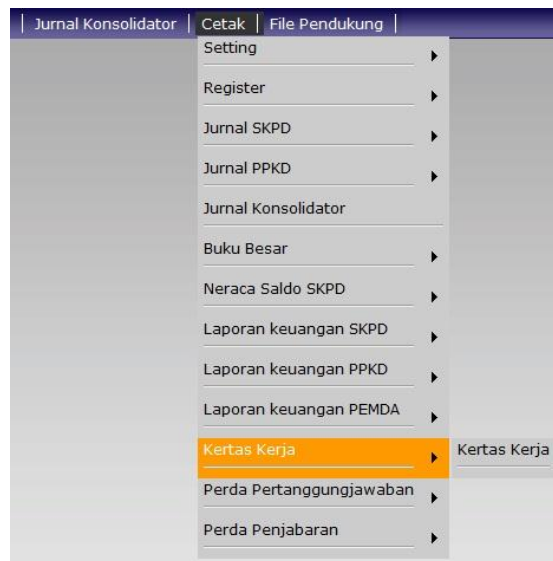 | Jurnal Konsolidator | Cetak | File Pendukung |
Setting
Register
Jurnal SKPD
Jurnal PPKD
Jurnal Konsolidator
Buku Besar
Neraca Saldo SKPD
Laporan keuangan SKPD
Laporan keuangan PPKD
Laporan keuangan PEMDA
Kertas Kerja Kertas Kerja
Perda Pertanggungjawaban
Perda Penjabaran